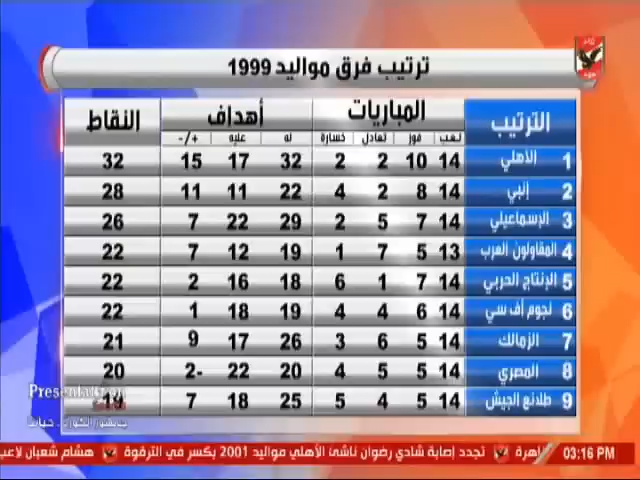 ترتيب فرق مواليد 1999
الترتيب المباريات أهداف النقاط
لعب فوز تعادل خسارة له عليه +/-
1 الأهلي 14 10 2 2 32 17 15 32
2 إنبي 14 8 2 4 22 11 11 28
3 الإسماعيلي 14 7 5 2 29 22 7 26
4 المقاولون العرب 13 5 7 1 19 12 7 22
5 الإنتاج الحربي 14 7 1 6 18 16 2 22
6 نجوم أف سي 14 6 4 4 19 18 1 22
7 الزمالك 14 5 6 3 26 17 9 21
8 المصري 14 5 5 4 20 22 2- 20
9 طلائع الجيش 14 5 4 5 25 18 7
Presentation
اهرة تجدد إصابة شادي رضوان ناشئ الأهلي مواليد 2001 بكسر في الترقوة هشام شعبان لاعب
03:16 PM